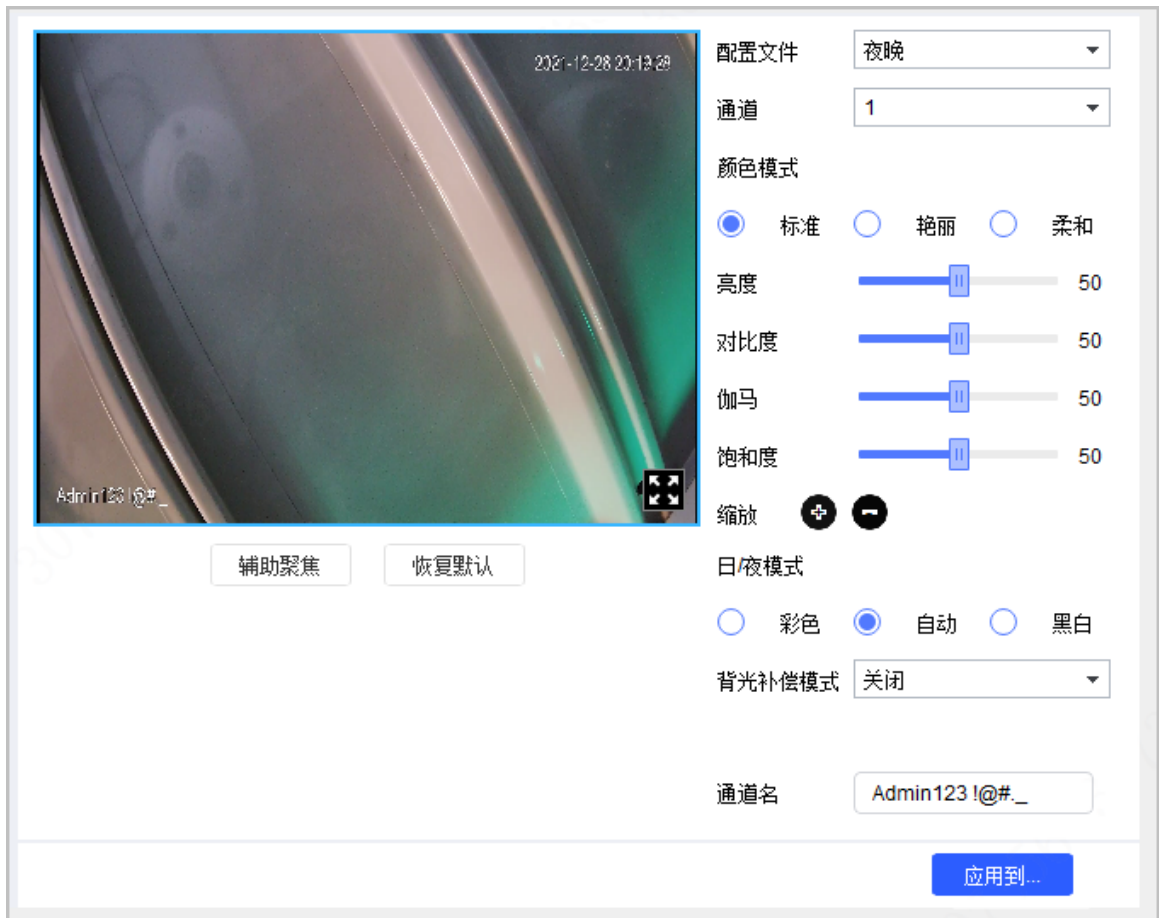 2021-12-28 20:19:29
Admin123 !@#._
辅助聚焦 恢复默认
配置文件 夜晚
通道 1
颜色模式
标准 艳丽 柔和
亮度 50
对比度 50
伽马 50
饱和度 50
缩放
日/夜模式
彩色 自动 黑白
背光补偿模式 关闭
通道名 Admin123 !@#._
应用到...